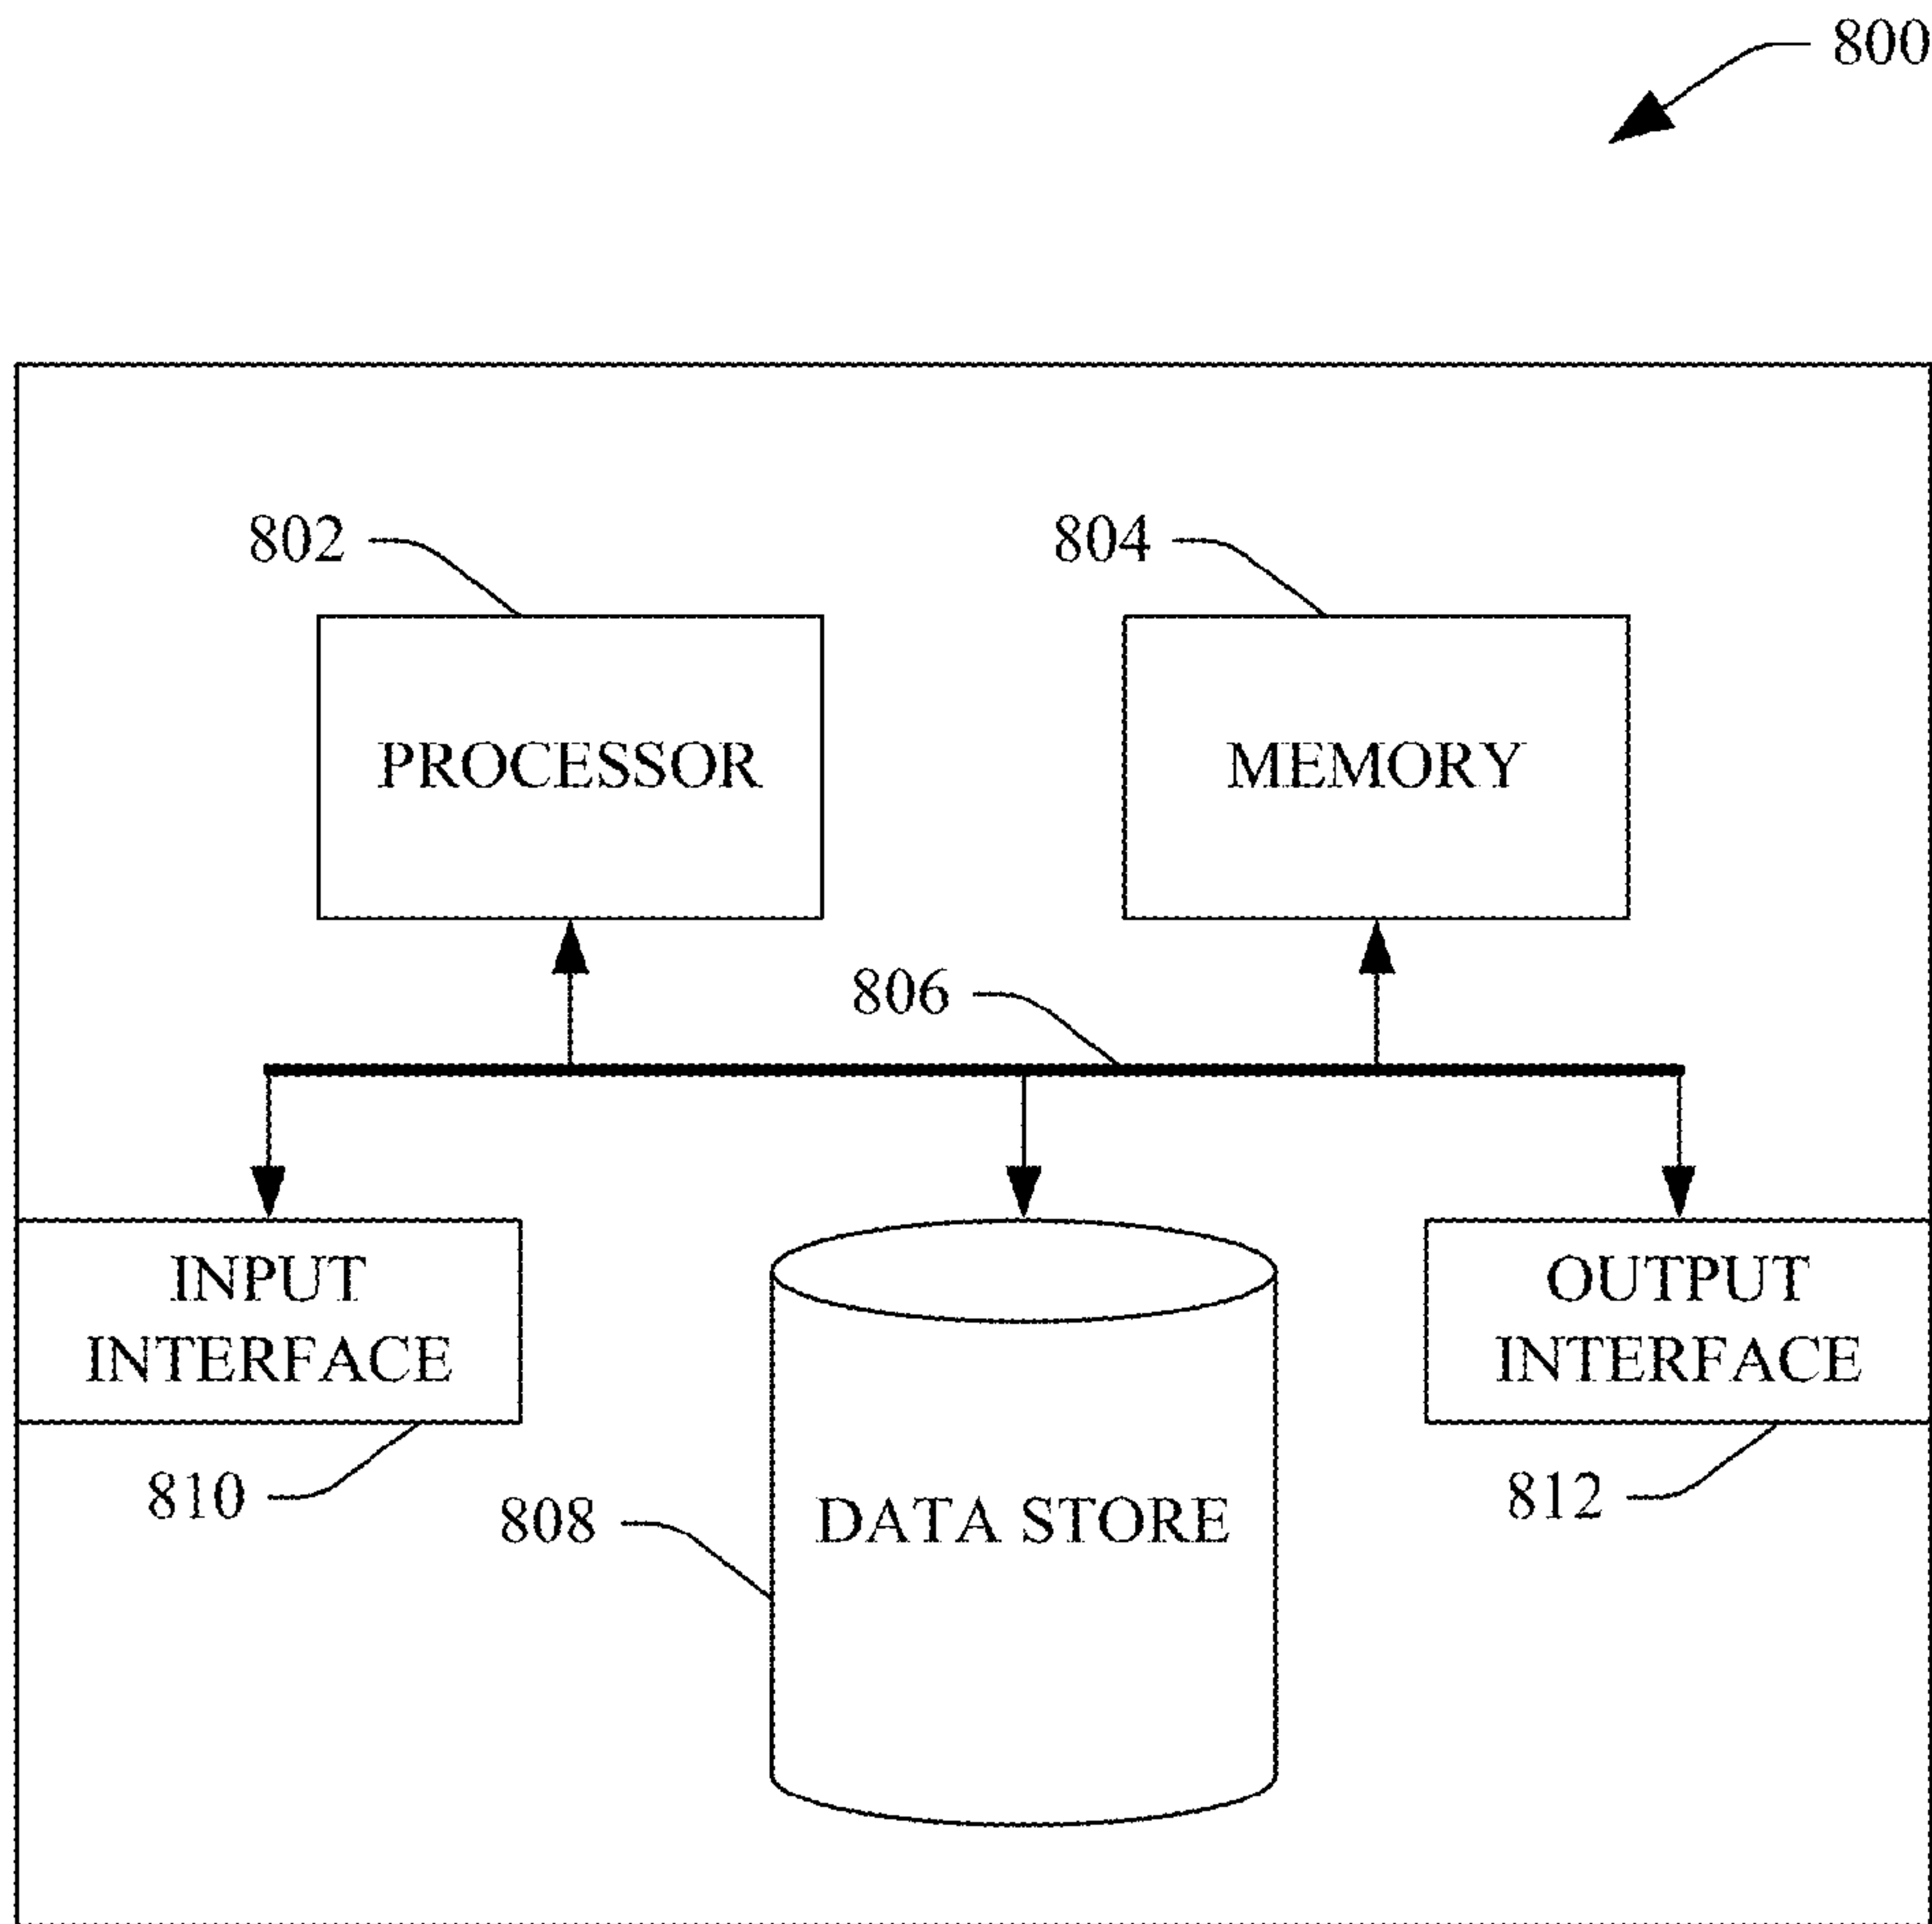 800
802
804
PROCESSOR
MEMORY
806
INPUT
INTERFACE
OUTPUT
INTERFACE
810
808
DATA STORE
812